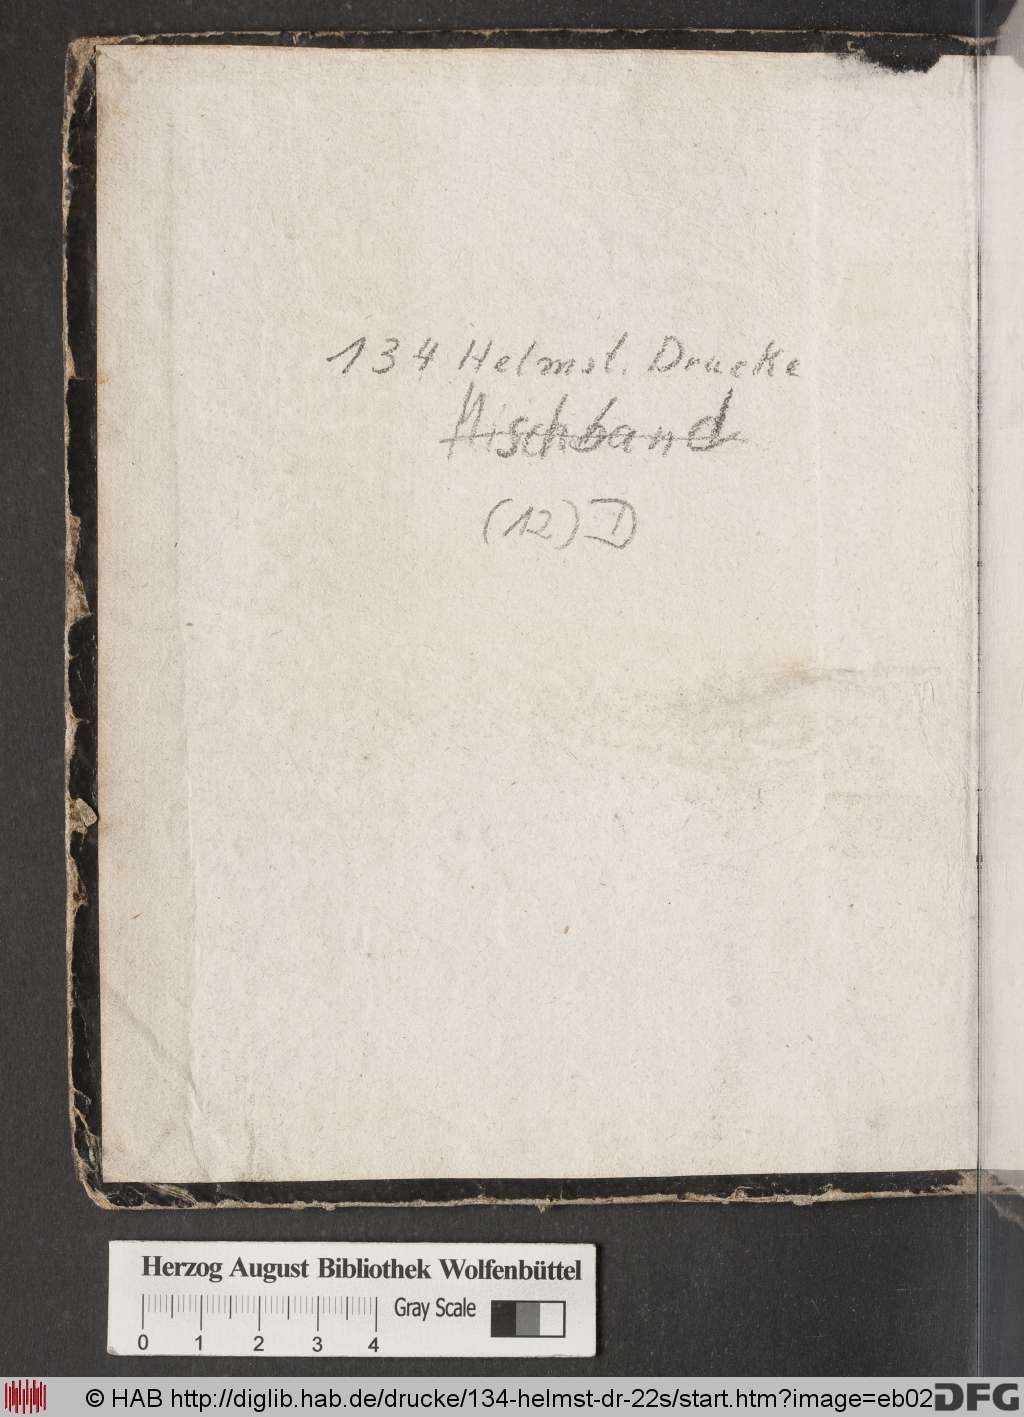 134 Helmst. Drucke
Mischband
(12) D
Herzog August Bibliothek Wolfenbüttel
Gray Scale
0 1 2 3 4
© HAB http://diglib.hab.de/drucke/134-helmst-dr-22s/start.htm?image=eb02
DFG